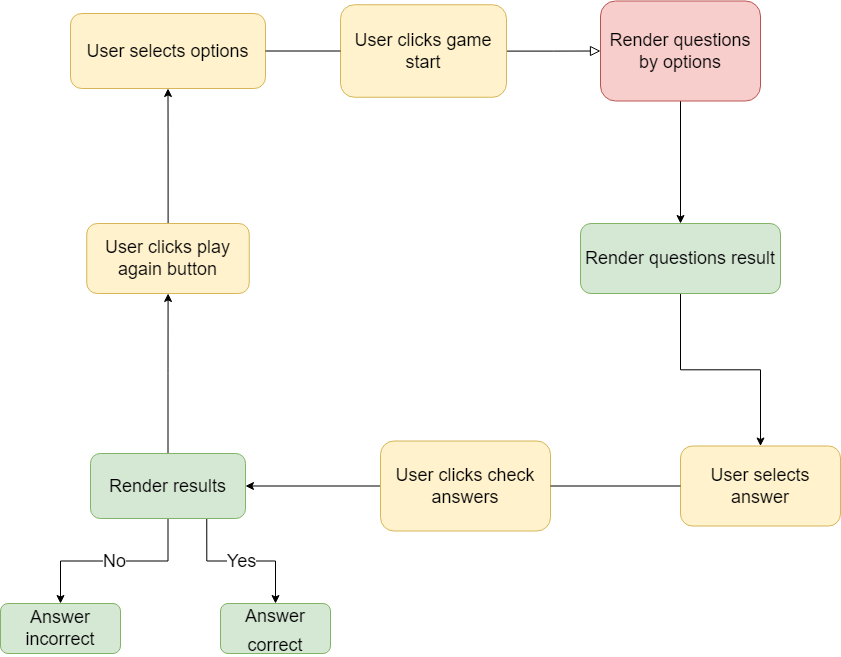 User selects options
User clicks game
start
Render questions
by options
User clicks play
again button
Render questions result
Render results
User clicks check
answers
User selects
answer
No
Yes
Answer
incorrect
Answer
correct